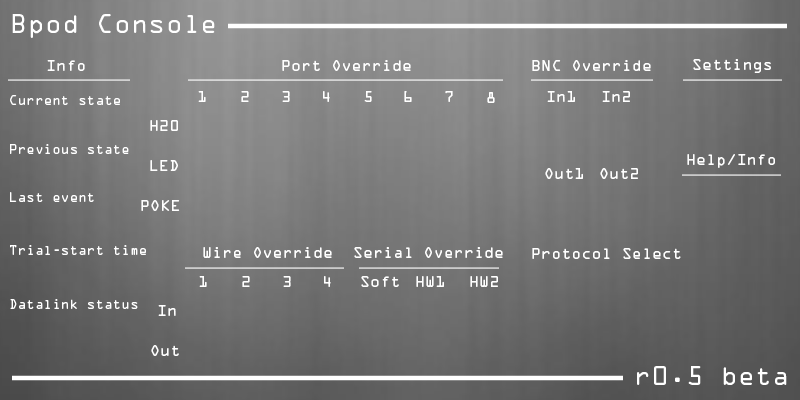 Bpod Console
Info
Port Override
BNC Override
Settings
Current state
1 2 3 4 5 6 7 8
In1 In2
H2O
Previous state
LED
Help/Info
Out1 Out2
Last event
POKE
Trial-start time
Wire Override
Serial Override
Protocol Select
1 2 3 4
Soft HW1 HW2
Datalink status
In
Out
r0.5 beta